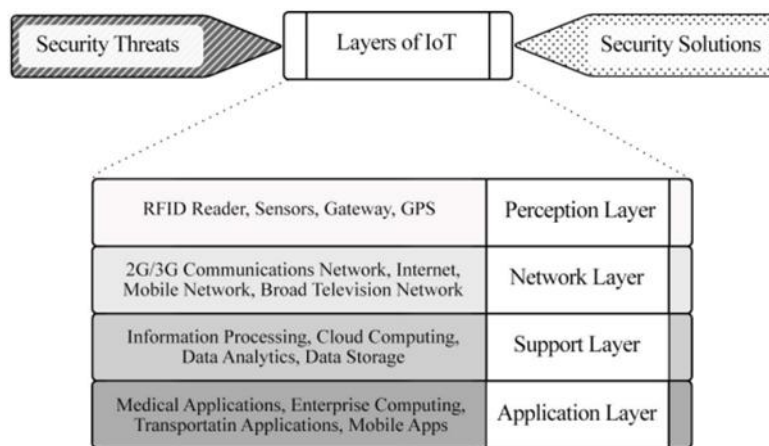 Security Threats
Layers of IoT
Security Solutions
RFID Reader, Sensors, Gateway, GPS
Perception Layer
2G/3G Communications Network, Internet,
Mobile Network, Broad Television Network
Network Layer
Information Processing, Cloud Computing,
Data Analytics, Data Storage
Support Layer
Medical Applications, Enterprise Computing,
Transportatin Applications, Mobile Apps
Application Layer